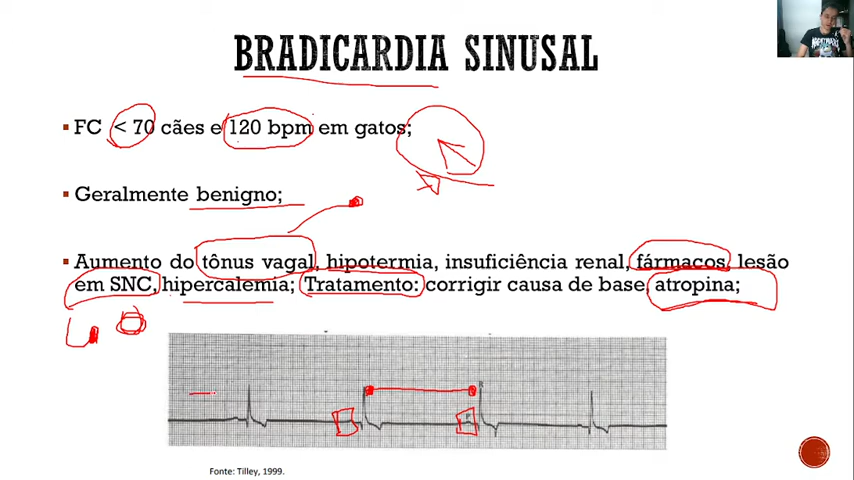 BRADICARDIA SINUSAL
▪ FC < 70 cães e 120 bpm em gatos;
▪ Geralmente benigno;
▪ Aumento do tônus vagal, hipotermia, insuficiência renal, fármacos, lesão
em SNC, hipercalemia; Tratamento: corrigir causa de base, atropina;
R
P
Fonte: Tilley, 1999.